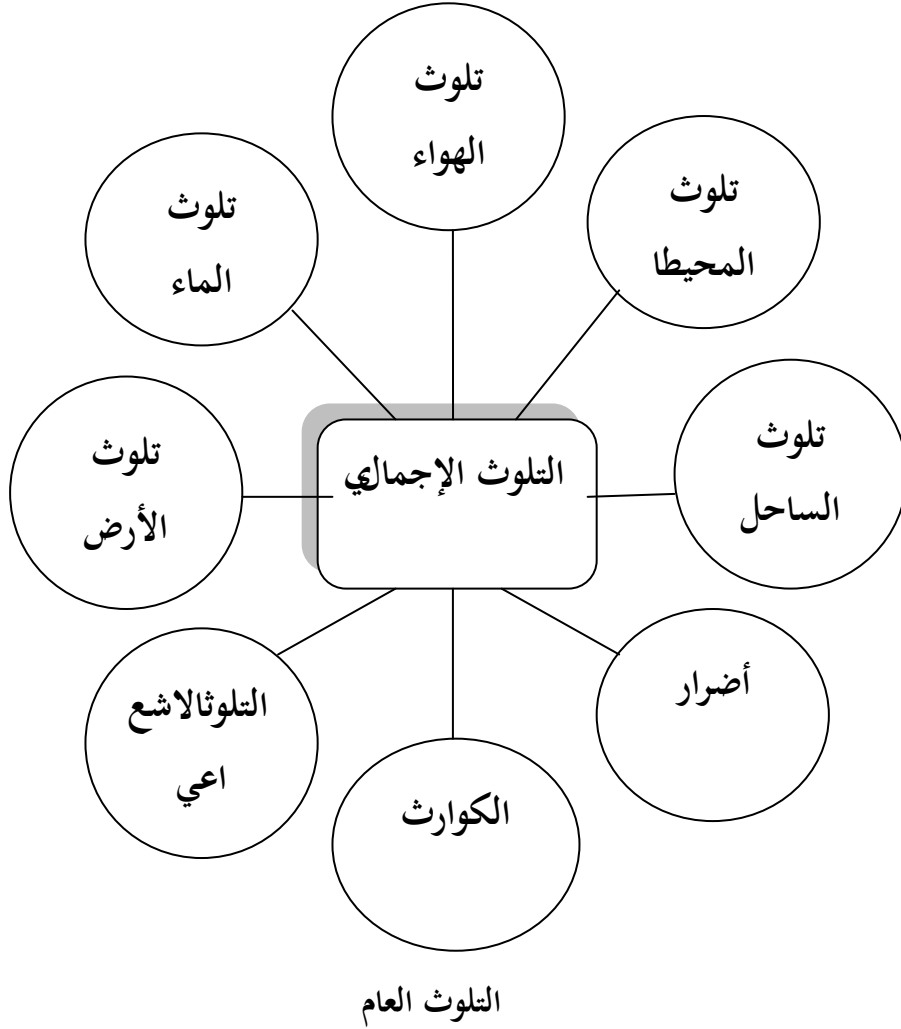 تلوث
الهواء
تلوث
المحيطا
تلوث
الماء
تلوث
الساحل
تلوث
الأرض
التلوث الإجمالي
أضرار
التلوثالاشع
اعي
الكوارث
التلوث العام